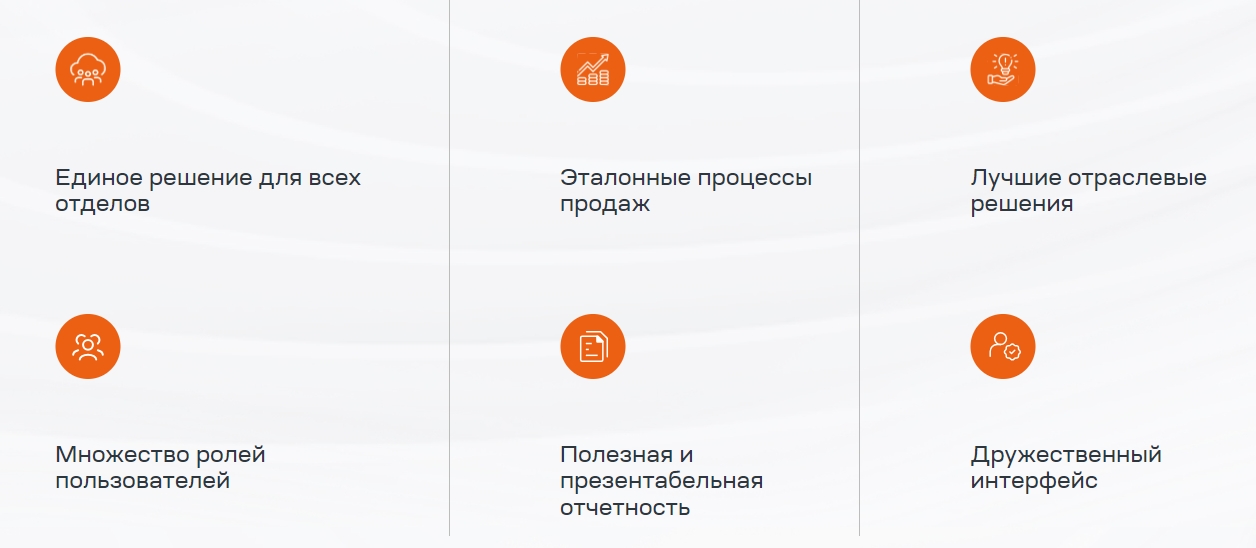 Единое решение для всех
отделов
Эталонные процессы
продаж
Лучшие отраслевые
решения
Множество ролей
пользователей
Полезная и
презентабельная
отчетность
Дружественный
интерфейс